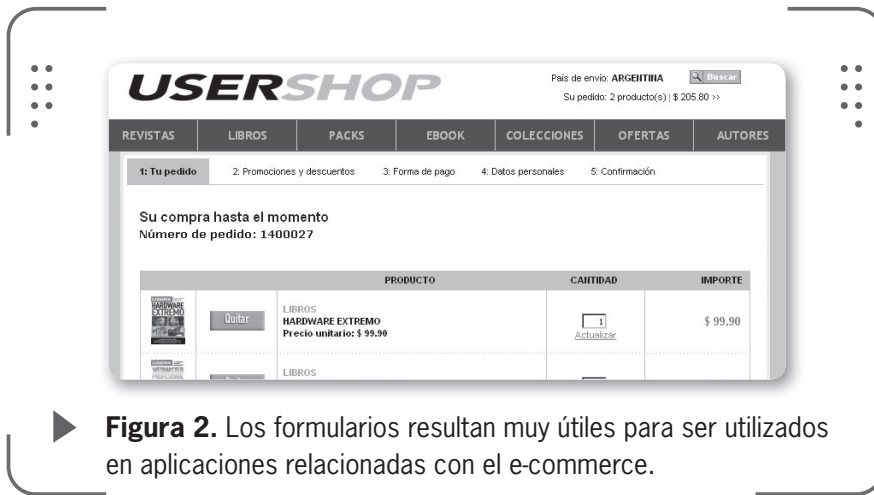 USERSHOP
País de envío: ARGENTINA
Buscar
Su pedido: 2 producto(s) | $ 205.80 >>
REVISTAS LIBROS PACKS EBOOK COLECCIONES OFERTAS AUTORES
1: Tu pedido 2: Promociones y descuentos 3: Forma de pago 4: Datos personales 5: Confirmación
Su compra hasta el momento
Número de pedido: 1400027
PRODUCTO CANTIDAD IMPORTE
HARDWARE
EXTREMO
Quitar
LIBROS
HARDWARE EXTREMO
Precio unitario: $ 99.90
1
Actualizar
$ 99.90
LIBROS
Figura 2. Los formularios resultan muy útiles para ser utilizados
en aplicaciones relacionadas con el e-commerce.